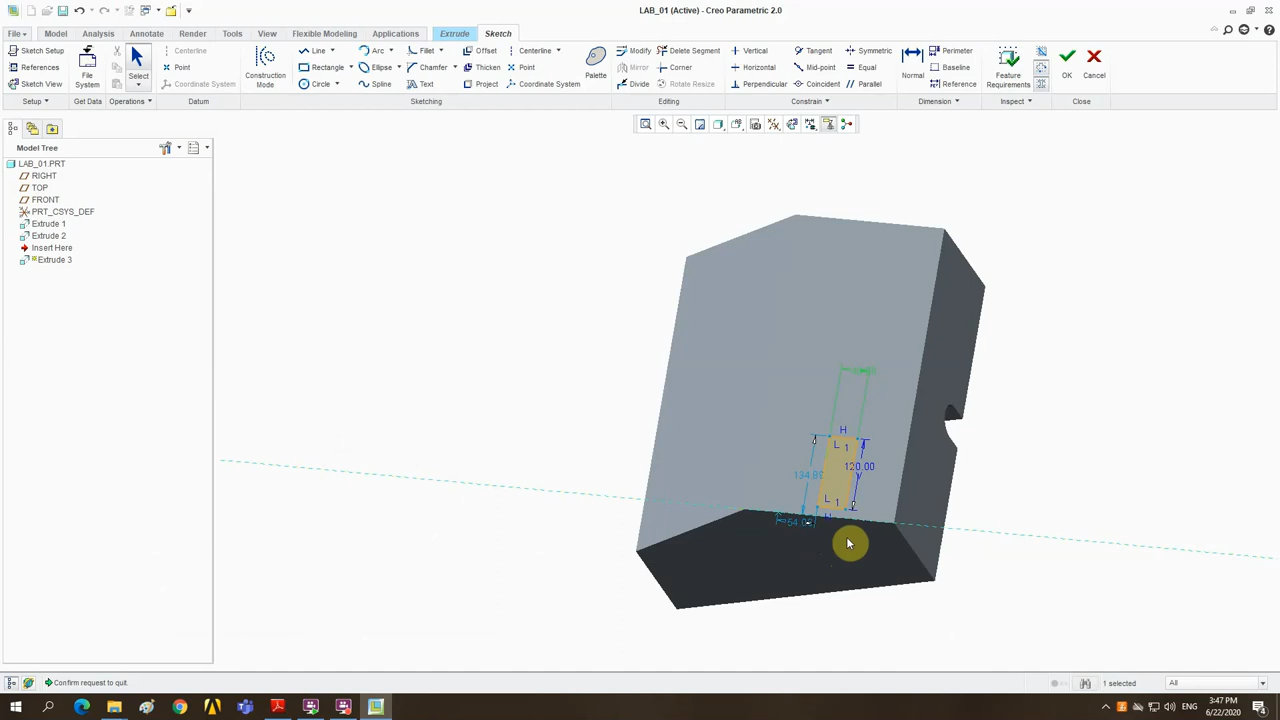 LAB_01 (Active) - Creo Parametric 2.0
File Model Analysis Annotate Render Tools View Flexible Modeling Applications Extrude Sketch
Sketch Setup
References
Sketch View
Setup
File System
Get Data
Select
Operations
Centerline
Point
Coordinate System
Datum
Construction Mode
Line Arc Fillet Offset Centerline
Rectangle Ellipse Chamfer Thicken Point
Circle Spline Text Project Coordinate System
Palette
Sketching
Modify Delete Segment
Mirror Corner
Divide Rotate Resize
Editing
Vertical Tangent Symmetric
Horizontal Mid-point Equal
Perpendicular Coincident Parallel
Constrain
Normal
Perimeter
Baseline
Reference
Dimension
Feature Requirements
Inspect
OK
Cancel
Close
Model Tree
LAB_01.PRT
RIGHT
TOP
FRONT
PRT_CSYS_DEF
Extrude 1
Extrude 2
Insert Here
Extrude 3
H
L 1
120.00
V
L 1
H
Confirm request to quit.
1 selected
All
ENG
3:47 PM
6/22/2020
4